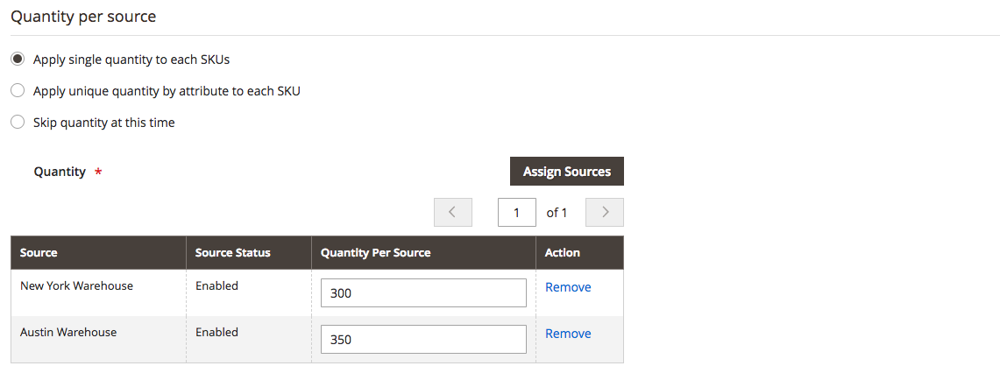 Quantity per source
Apply single quantity to each SKUs
Apply unique quantity by attribute to each SKU
Skip quantity at this time
Quantity * Assign Sources
1 of 1
Source Source Status Quantity Per Source Action
New York Warehouse Enabled 300 Remove
Austin Warehouse Enabled 350 Remove